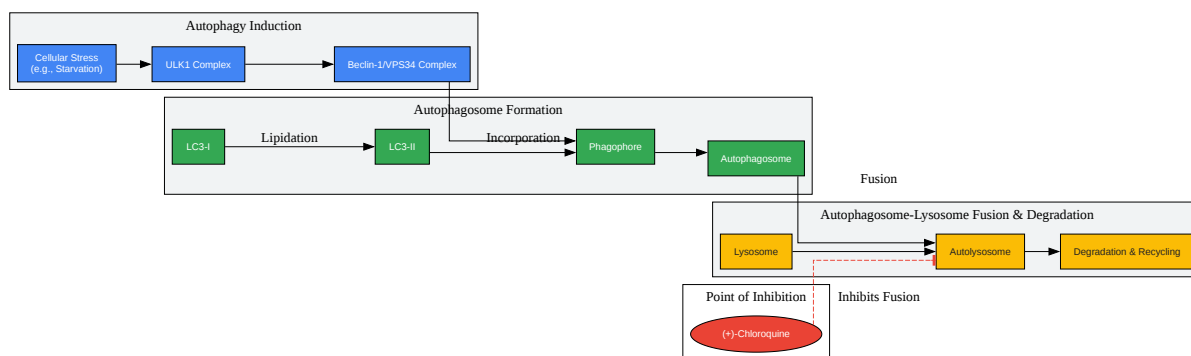 Autophagy Induction
Cellular Stress
(e.g., Starvation)
ULK1 Complex
Beclin-1/VPS34 Complex
Autophagosome Formation
LC3-I
Lipidation
LC3-II
Incorporation
Phagophore
Autophagosome
Fusion
Autophagosome-Lysosome Fusion & Degradation
Lysosome
Autolysosome
Degradation & Recycling
Point of Inhibition
Inhibits Fusion
(+)-Chloroquine